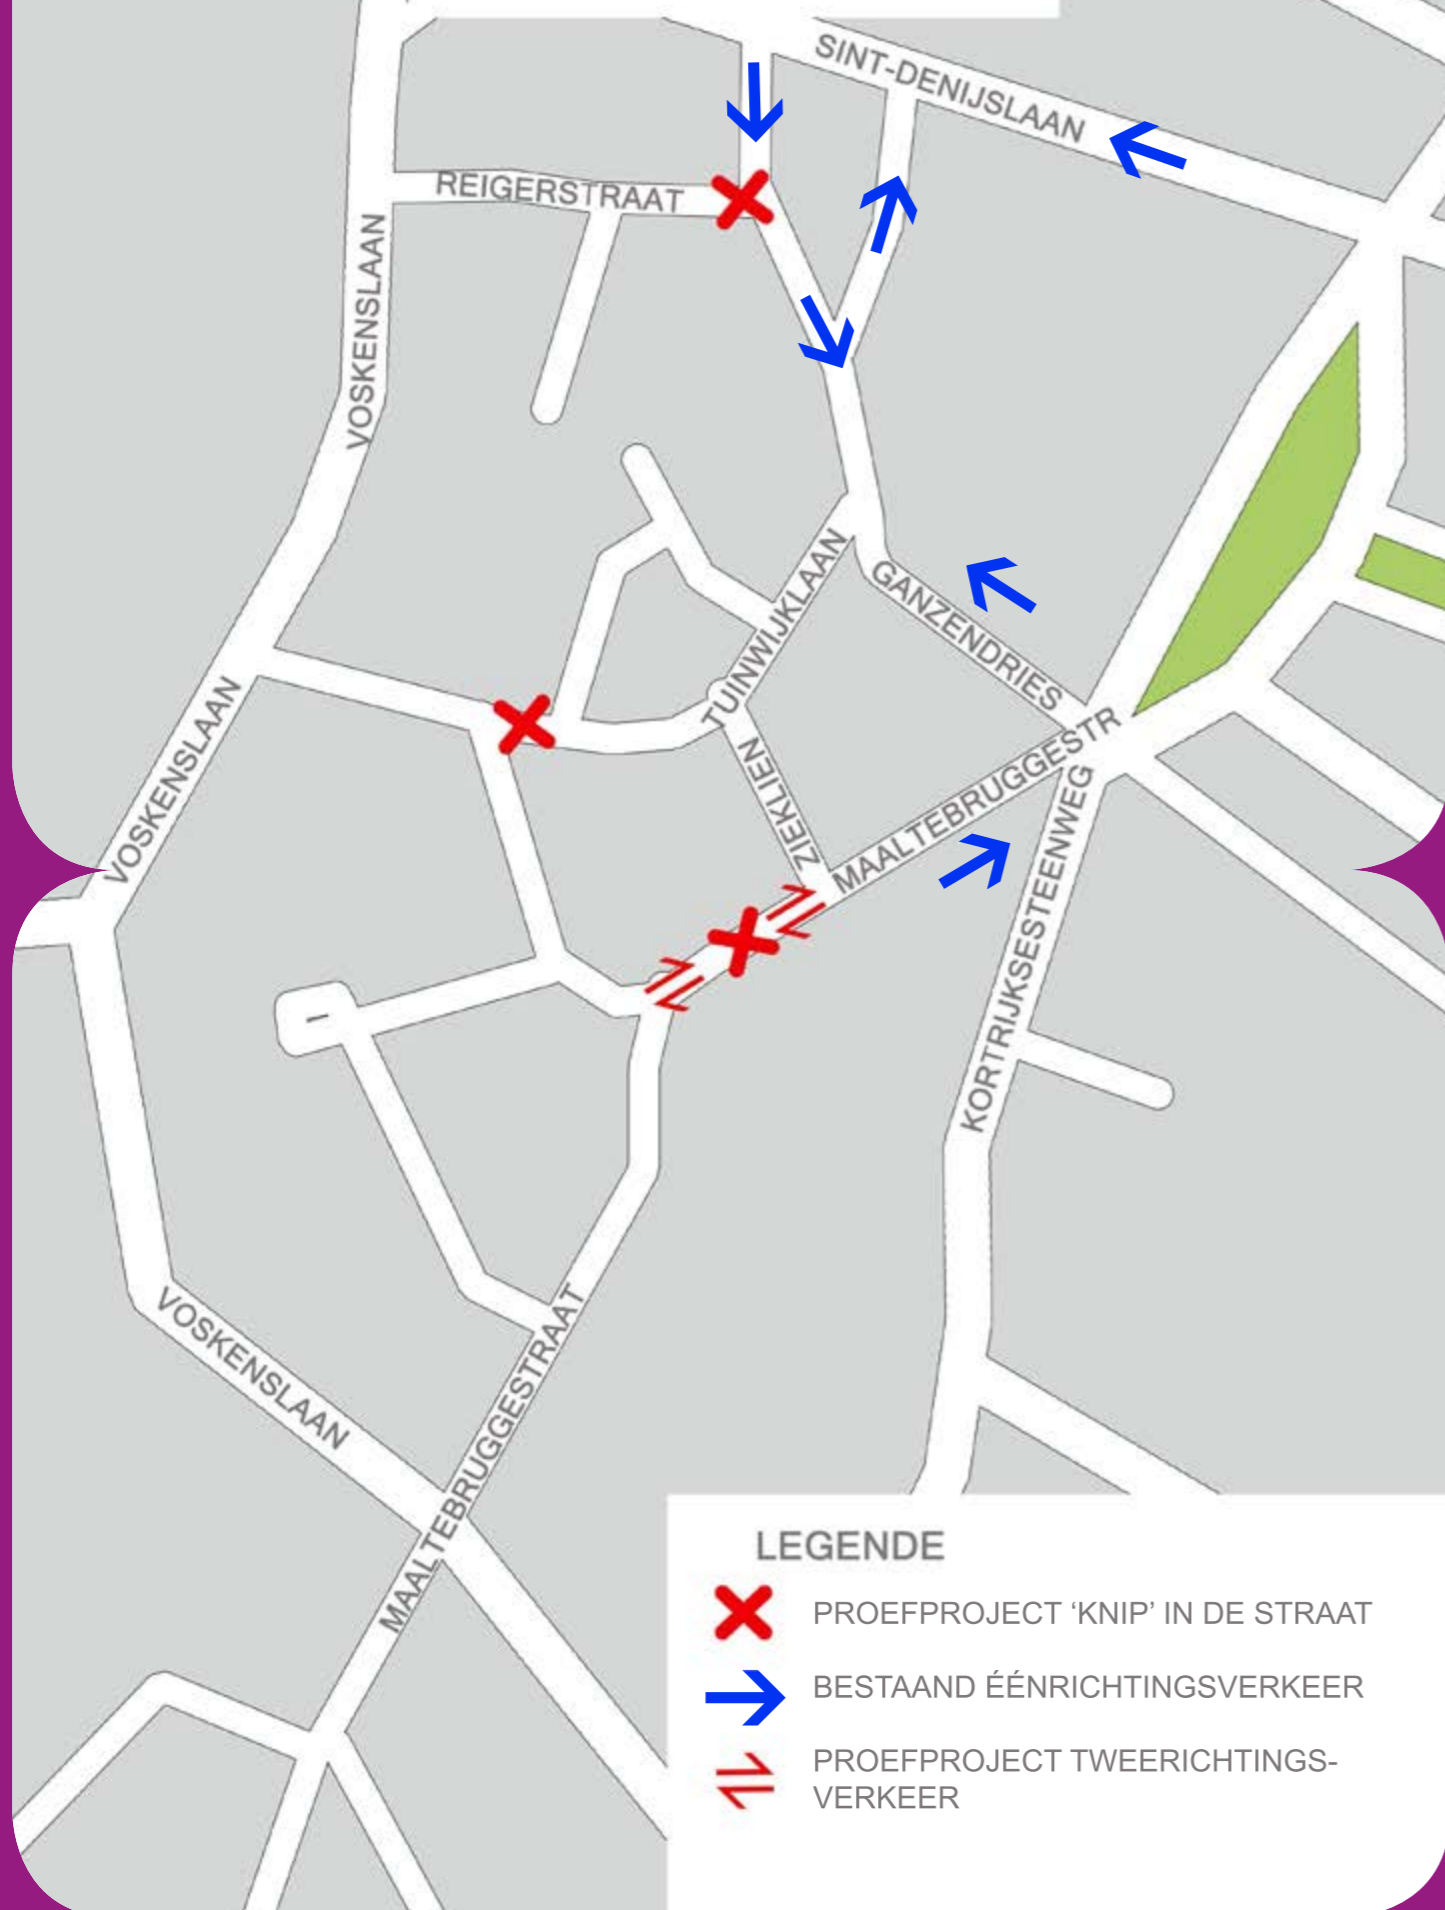 SINT-DENIJSLAAN
REIGERSTRAAT
VOSKENSLAAN
TUINWIJKLAAN
GANZENDRIES
VOSKENSLAAN
ZIEKLIEN
MAALTEBRUGGESTR
KORTRIJKSESTEENWEG
VOSKENSLAAN
MAALTEBRUGGESTRAAT
LEGENDE
PROEFPROJECT ‘KNIP’ IN DE STRAAT
BESTAAND ÉÉNRICHTINGSVERKEER
PROEFPROJECT TWEERICHTINGS-
VERKEER